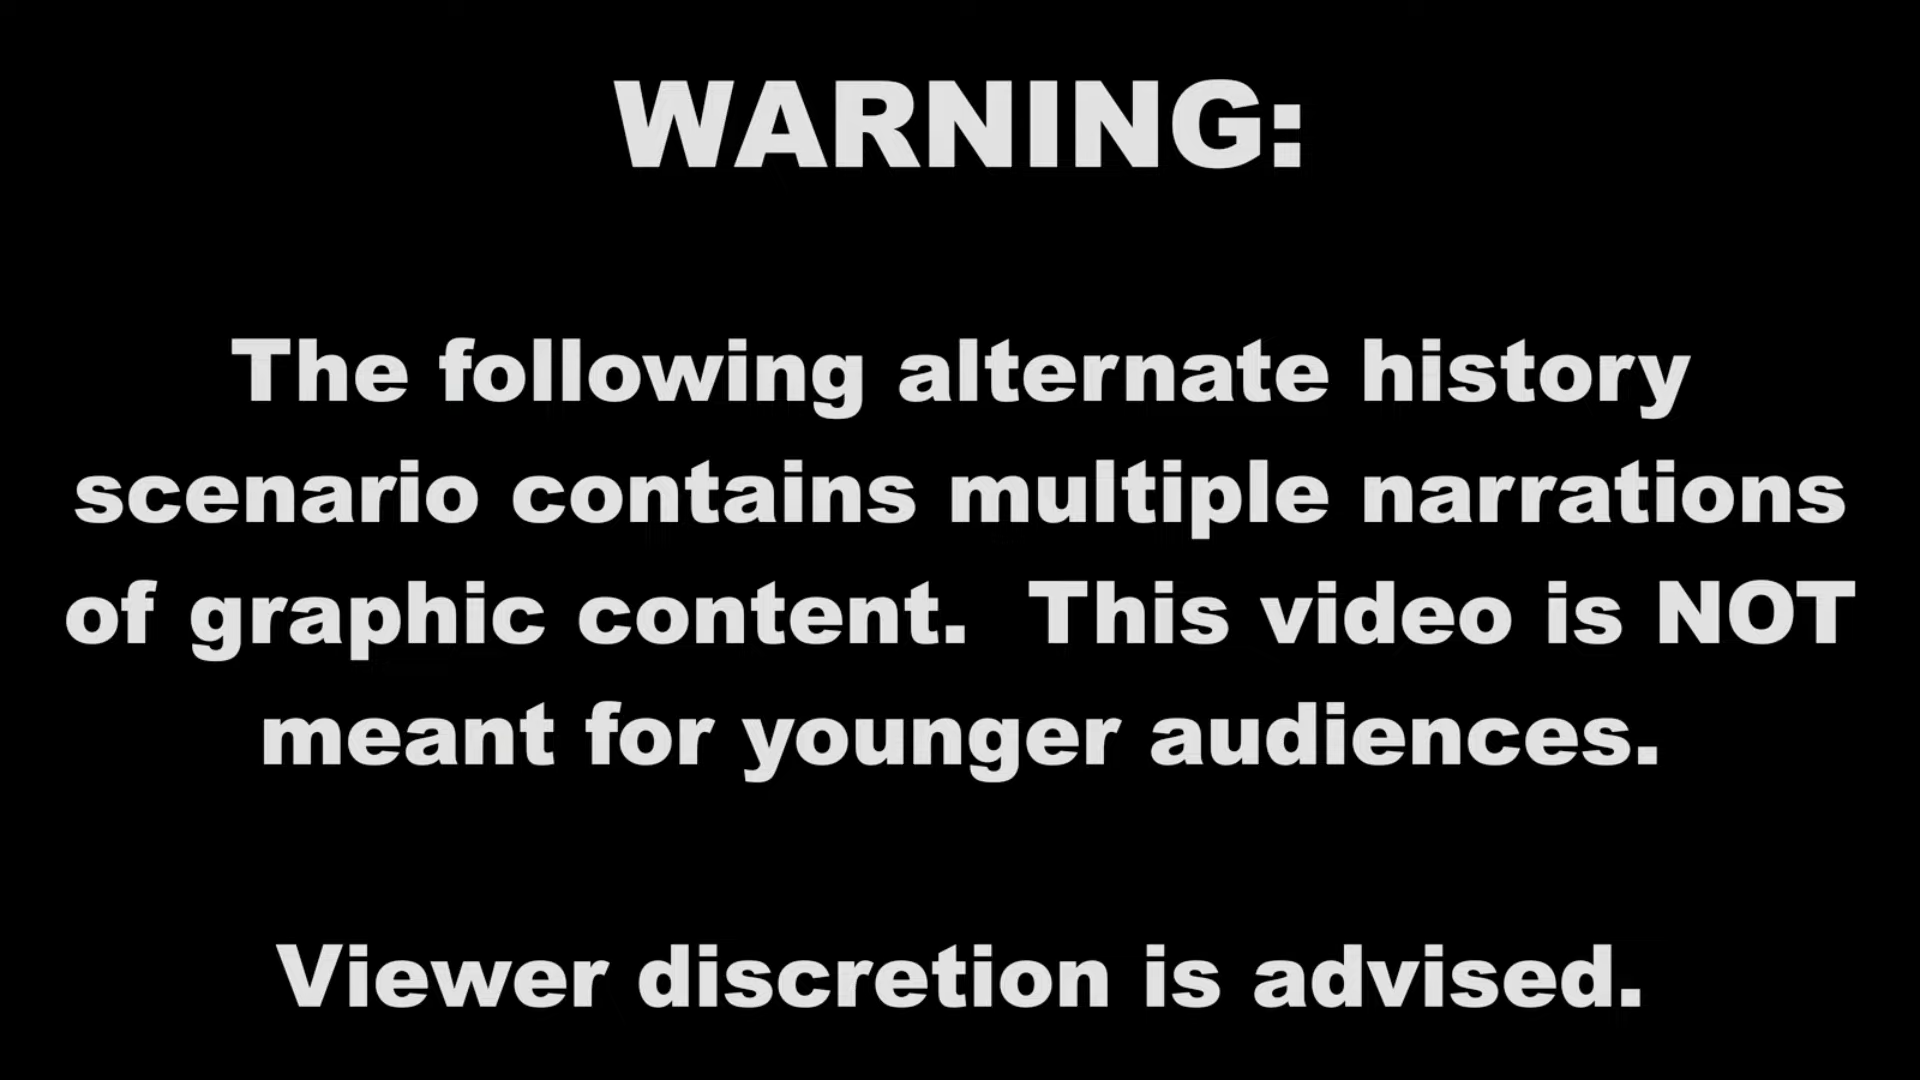 WARNING:
The following alternate history
scenario contains multiple narrations
of graphic content.  This video is NOT
meant for younger audiences.
Viewer discretion is advised.